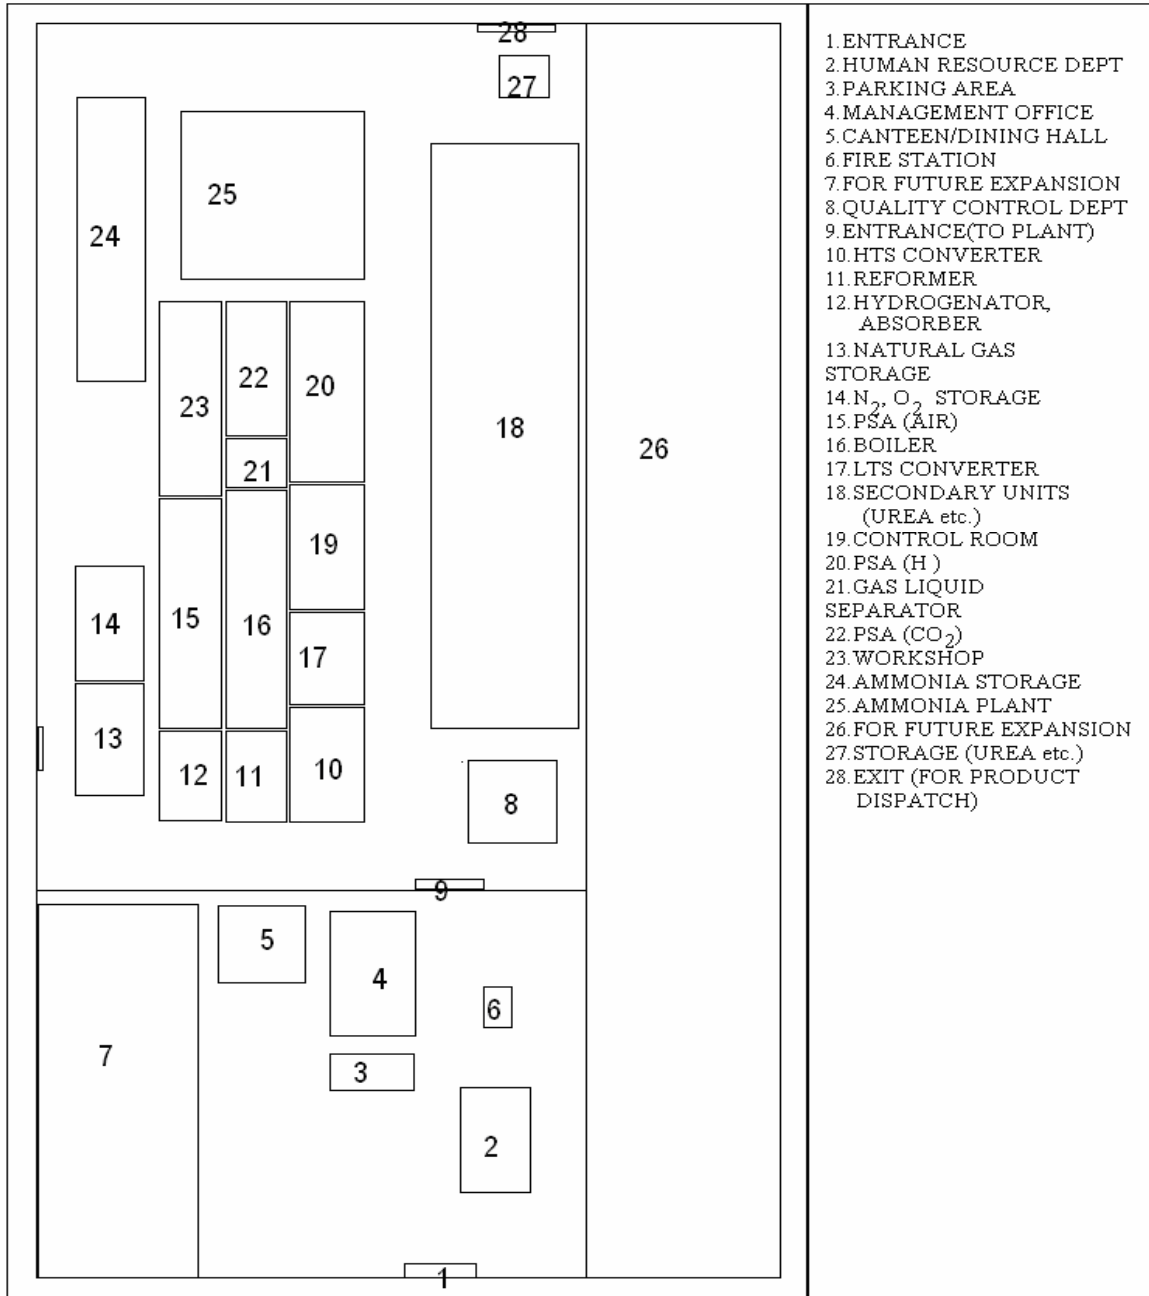 28
27
25
24
22
20
23
18
26
21
19
14
15
16
17
13
12
11
10
8
9
5
4
6
7
3
2
1
1.ENTRANCE
2.HUMAN RESOURCE DEPT
3.PARKING AREA
4.MANAGEMENT OFFICE
5.CANTEEN/DINING HALL
6.FIRE STATION
7.FOR FUTURE EXPANSION
8.QUALITY CONTROL DEPT
9.ENTRANCE(TO PLANT)
10.HTS CONVERTER
11.REFORMER
12.HYDROGENATOR,
ABSORBER
13.NATURAL GAS
STORAGE
14.N2, O2 STORAGE
15.PSA (AIR)
16.BOILER
17.LTS CONVERTER
18.SECONDARY UNITS
(UREA etc.)
19.CONTROL ROOM
20.PSA (H )
21.GAS LIQUID
SEPARATOR
22.PSA (CO2)
23.WORKSHOP
24.AMMONIA STORAGE
25.AMMONIA PLANT
26.FOR FUTURE EXPANSION
27.STORAGE (UREA etc.)
28.EXIT (FOR PRODUCT
DISPATCH)